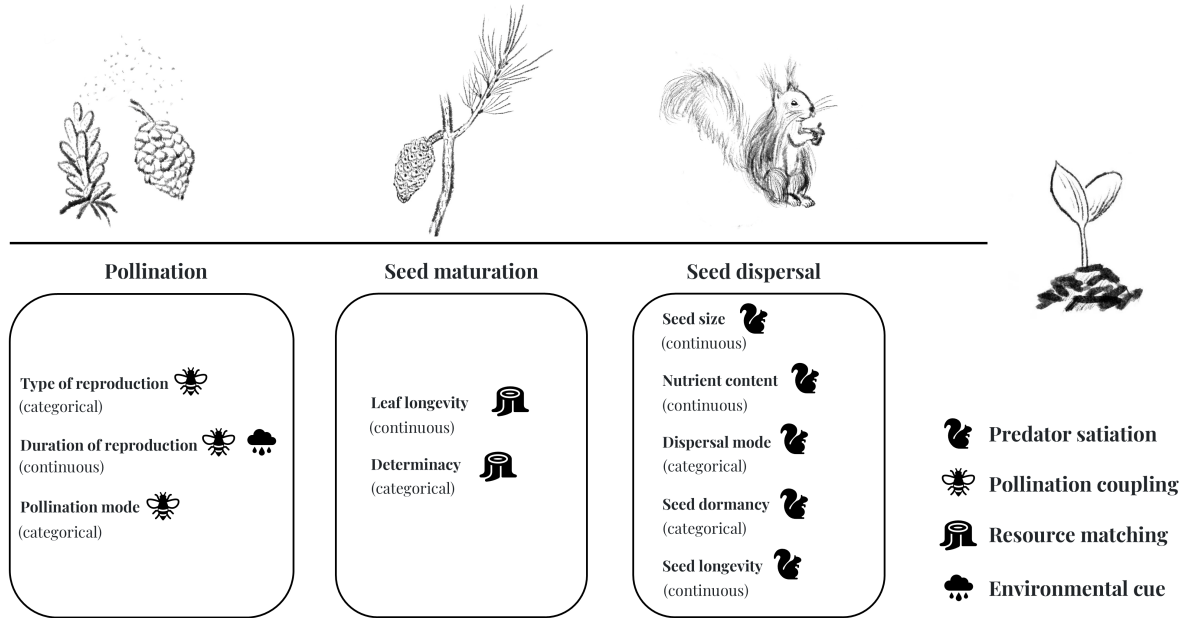 Pollination
Type of reproduction
(categorical)
Duration of reproduction
(continuous)
Pollination mode
(categorical)
Seed maturation
Leaf longevity
(continuous)
Determinacy
(categorical)
Seed dispersal
Seed size
(continuous)
Nutrient content
(continuous)
Dispersal mode
(categorical)
Seed dormancy
(categorical)
Seed longevity
(continuous)
Predator satiation
Pollination coupling
Resource matching
Environmental cue